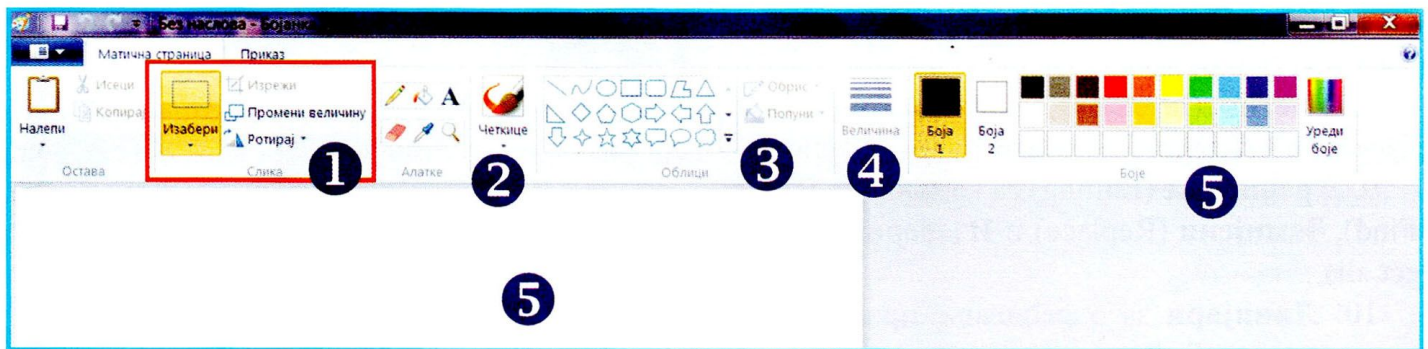 Без наслова - Бојанка
Матична страница Приказ
Налепи
Исеци
Копирај
Остава
Изабери
Изрежи
Промени величину
Ротирај
Слика
1
A
Алатке
Четкице
2
Обрис
Попуни
Облици
3
Величина
4
Боја
1
Боја
2
Уреди
боје
Боје
5
5